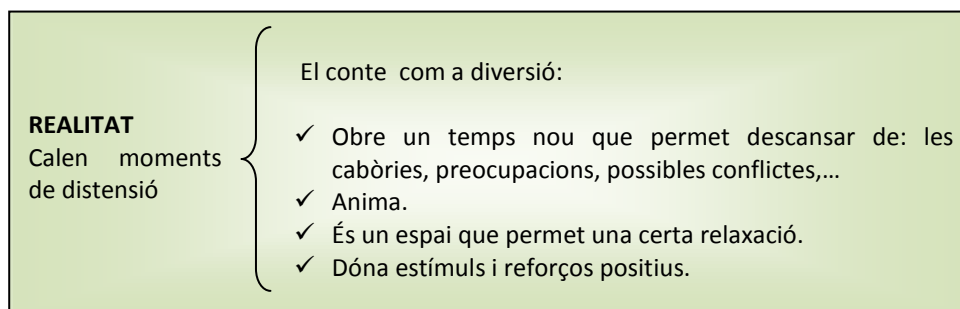 REALITAT
Calen moments
de distensió
El conte com a diversió:
✓ Obre un temps nou que permet descansar de: les
cabòries, preocupacions, possibles conflictes,…
✓ Anima.
✓ És un espai que permet una certa relaxació.
✓ Dóna estímuls i reforços positius.